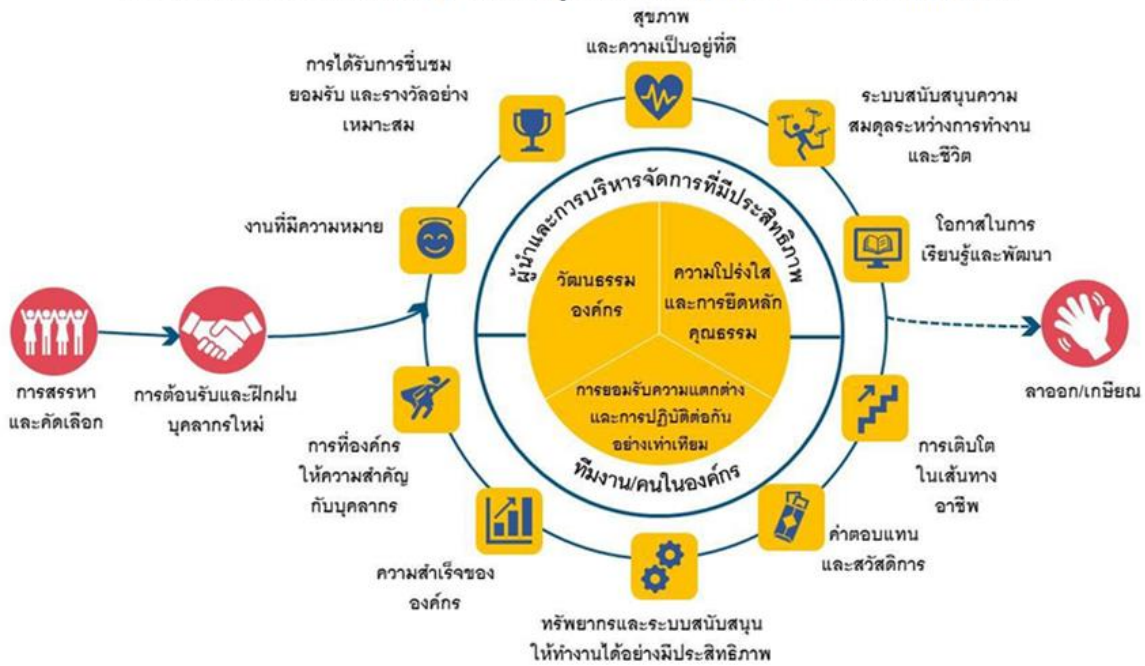 สุขภาพ
และความเป็นอยู่ที่ดี
การได้รับการชื่นชม
ยอมรับ และรางวัลอย่าง
เหมาะสม
ระบบสนับสนุนความ
สมดุลระหว่างการทำงาน
และชีวิต
งานที่มีความหมาย
โอกาสในการ
เรียนรู้และพัฒนา
ผู้นำและการบริหารจัดการที่มีประสิทธิภาพ
วัฒนธรรม
องค์กร
ความโปร่งใส
และการยึดหลัก
คุณธรรม
การยอมรับความแตกต่าง
และการปฏิบัติต่อกัน
อย่างเท่าเทียม
ทีมงาน/คนในองค์กร
การสรรหา
และคัดเลือก
การต้อนรับและฝึกฝน
บุคลากรใหม่
ลาออก/เกษียณ
การที่องค์กร
ให้ความสำคัญ
กับบุคลากร
การเติบโต
ในเส้นทาง
อาชีพ
ความสำเร็จของ
องค์กร
ค่าตอบแทน
และสวัสดิการ
ทรัพยากรและระบบสนับสนุน
ให้ทำงานได้อย่างมีประสิทธิภาพ